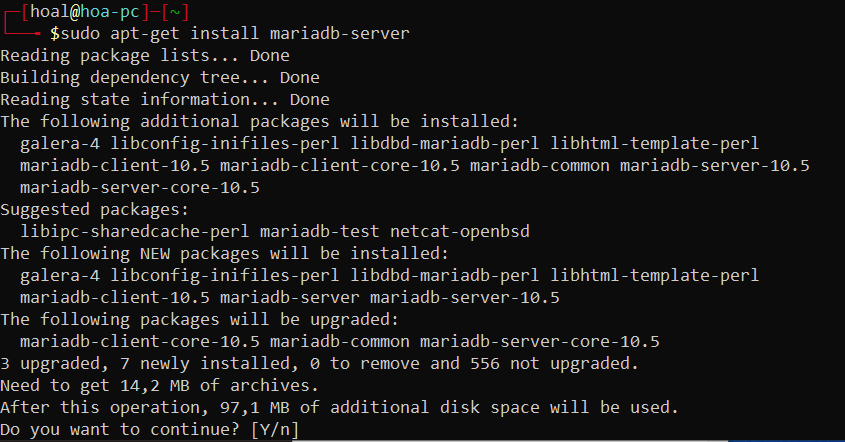 ┌─[hoal@hoa-pc]─[~]
└──╼ $sudo apt-get install mariadb-server
Reading package lists... Done
Building dependency tree... Done
Reading state information... Done
The following additional packages will be installed:
  galera-4 libconfig-inifiles-perl libdbd-mariadb-perl libhtml-template-perl
  mariadb-client-10.5 mariadb-client-core-10.5 mariadb-common mariadb-server-10.5
  mariadb-server-core-10.5
Suggested packages:
  libipc-sharedcache-perl mariadb-test netcat-openbsd
The following NEW packages will be installed:
  galera-4 libconfig-inifiles-perl libdbd-mariadb-perl libhtml-template-perl
  mariadb-client-10.5 mariadb-server mariadb-server-10.5
The following packages will be upgraded:
  mariadb-client-core-10.5 mariadb-common mariadb-server-core-10.5
3 upgraded, 7 newly installed, 0 to remove and 556 not upgraded.
Need to get 14,2 MB of archives.
After this operation, 97,1 MB of additional disk space will be used.
Do you want to continue? [Y/n]